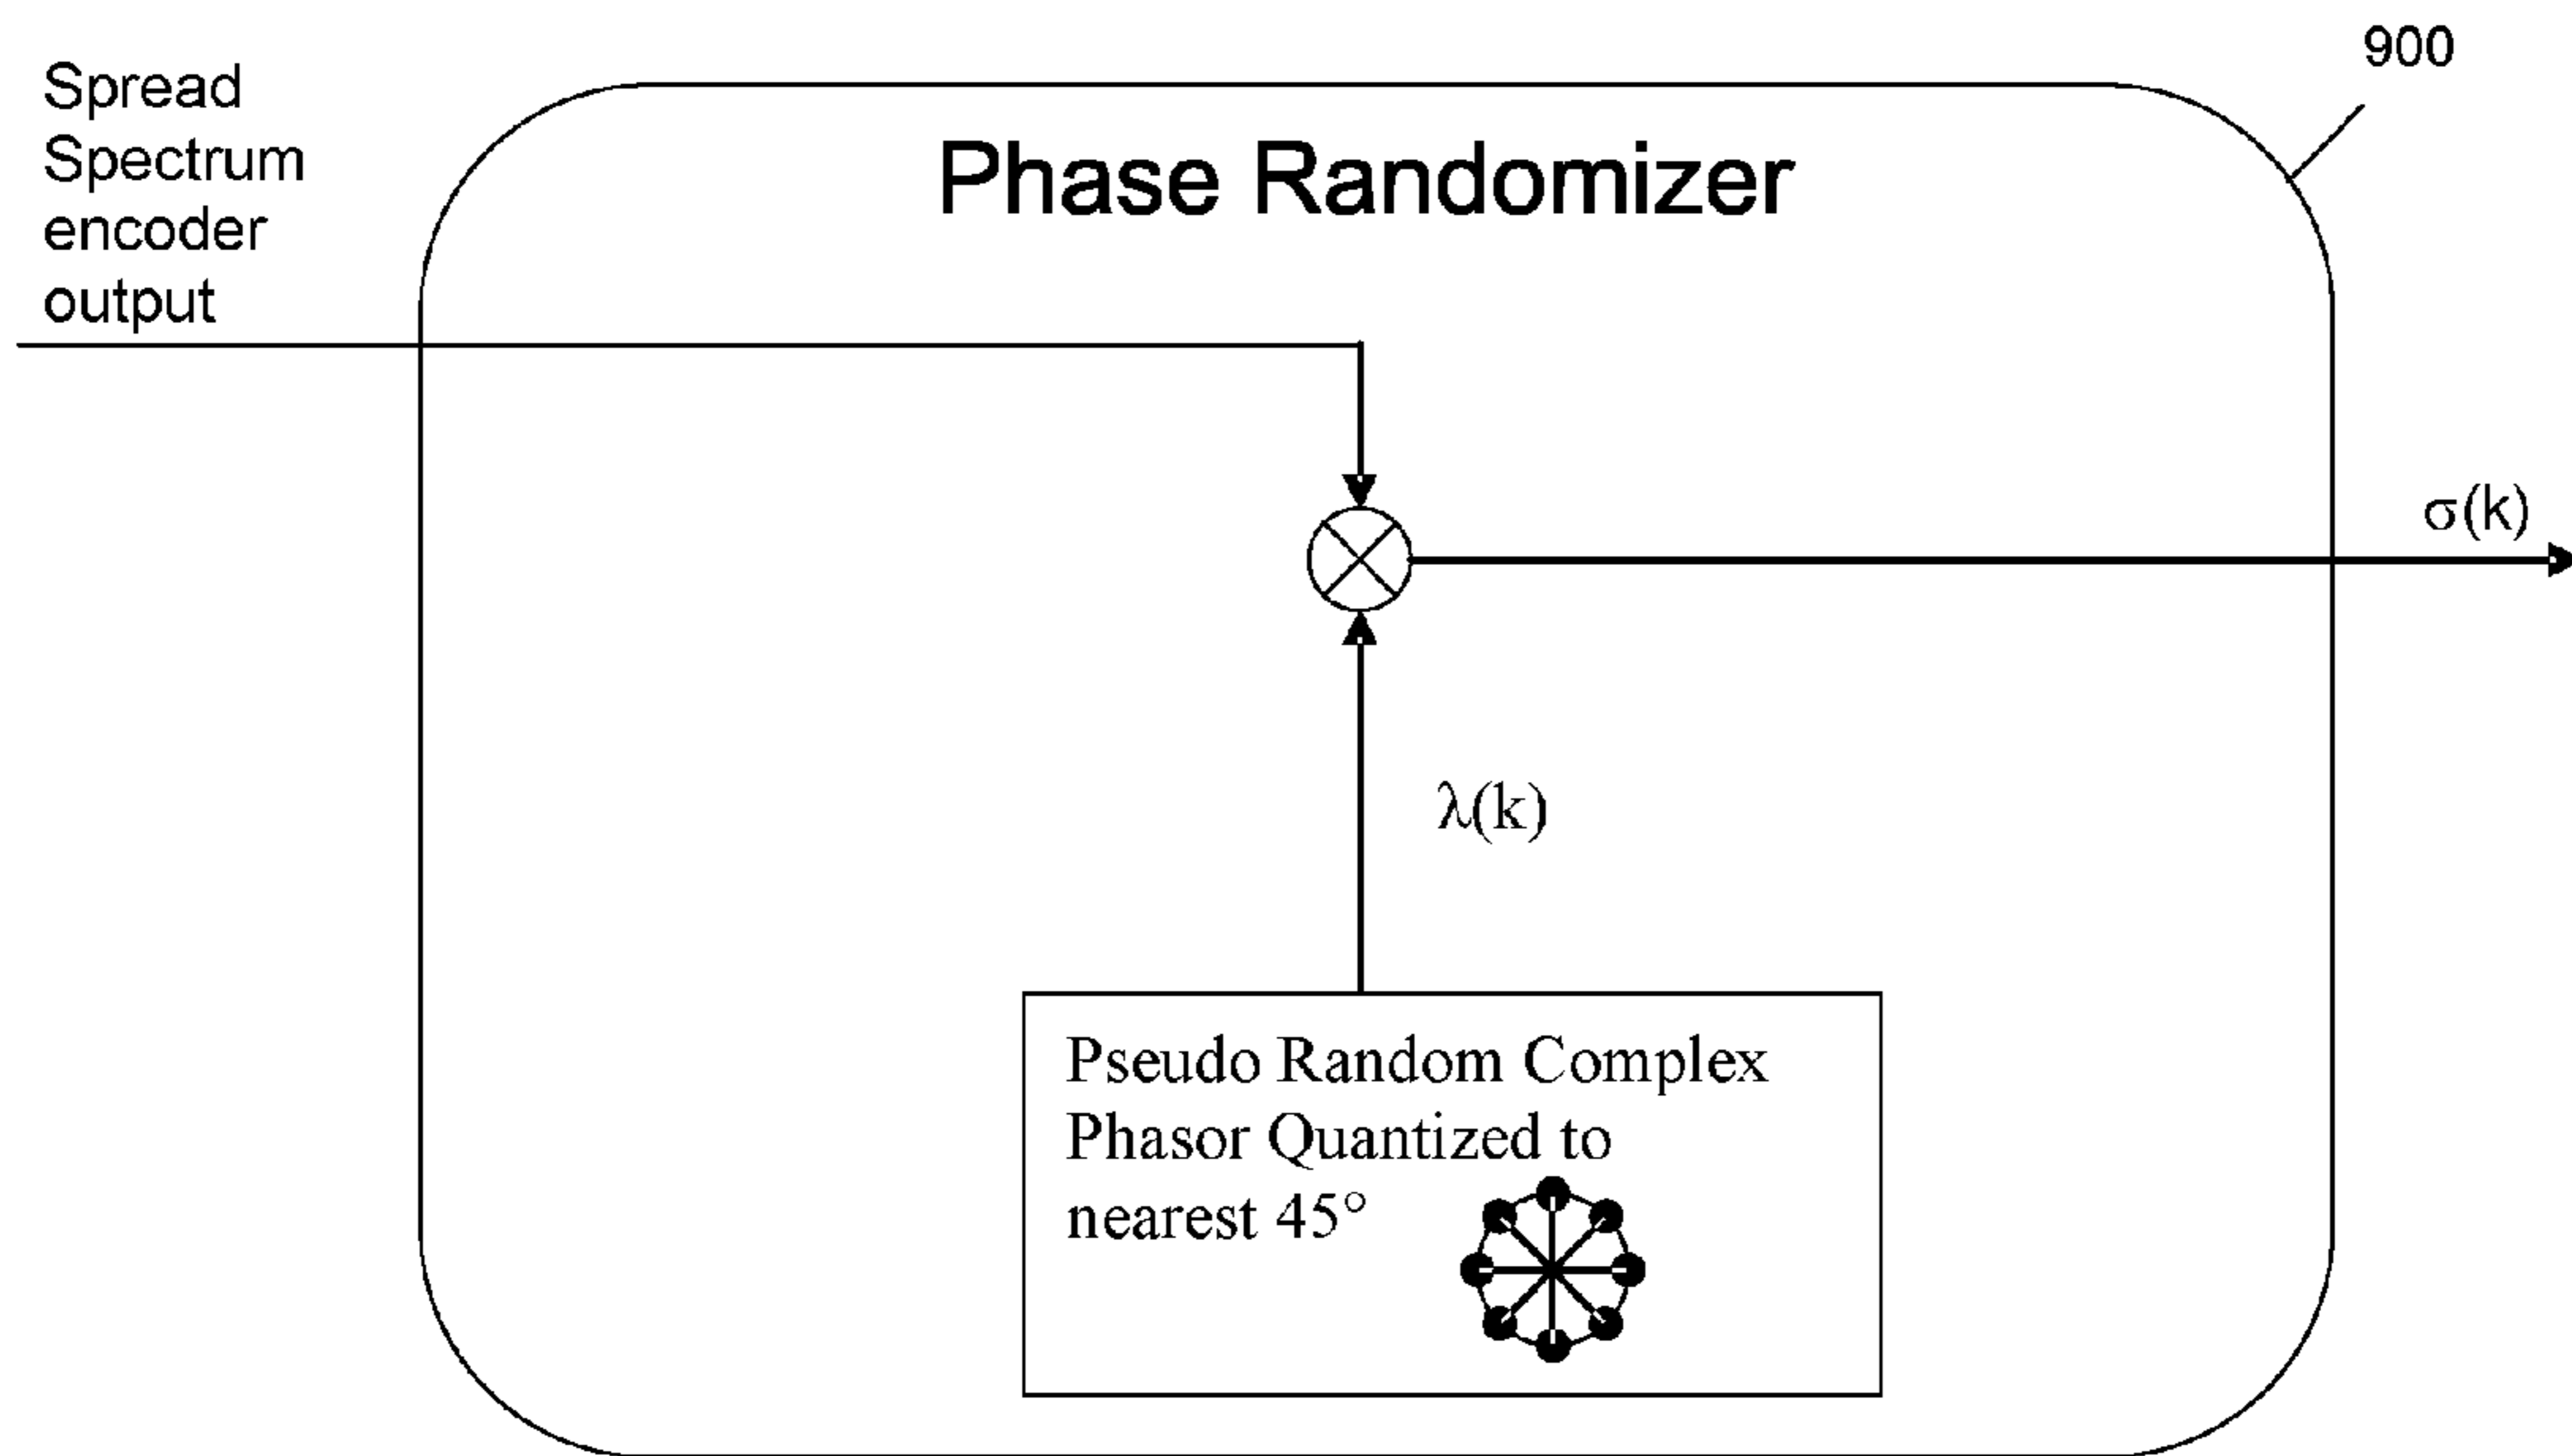 900
Spread
Spectrum
encoder
output
Phase Randomizer
σ(k)
λ(k)
Pseudo Random Complex
Phasor Quantized to
nearest 45°